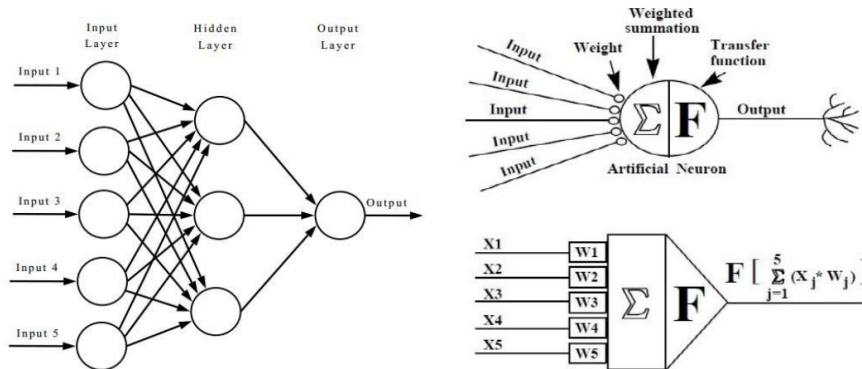 Input
Layer
Hidden
Layer
Output
Layer
Input 1
Input 2
Input 3
Input 4
Input 5
Output
Weighted
summation
Weight
Transfer
function
Input
Input
Input
Input
Input
Σ F
Output
Artificial Neuron
X1 W1
X2 W2
X3 W3
X4 W4
X5 W5
Σ F
F [ 5 Σ j=1 (Xj* Wj) ]